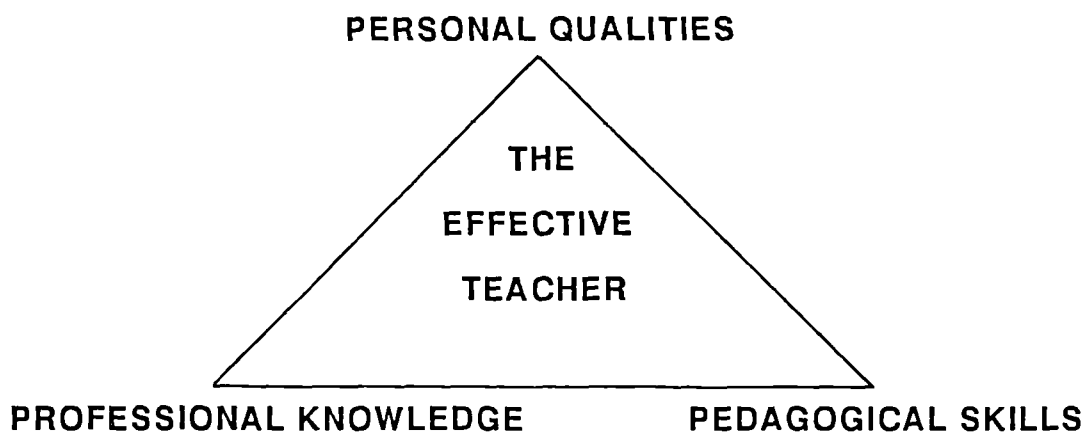 PERSONAL QUALITIES
THE
EFFECTIVE
TEACHER
PROFESSIONAL KNOWLEDGE
PEDAGOGICAL SKILLS